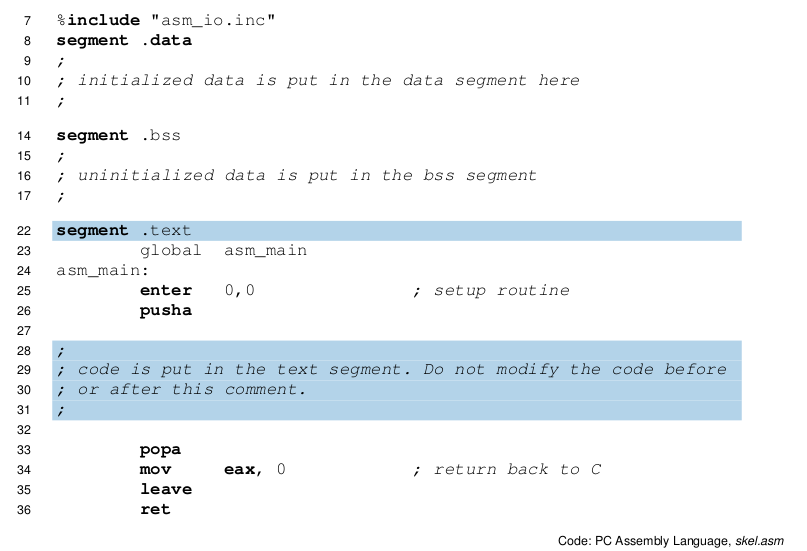 7 %include "asm_io.inc"
8 segment .data
9 ;
10 ; initialized data is put in the data segment here
11 ;
14 segment .bss
15 ;
16 ; uninitialized data is put in the bss segment
17 ;
22 segment .text
23 global asm_main
24 asm_main:
25 enter 0,0 ; setup routine
26 pusha
27
28 ;
29 ; code is put in the text segment. Do not modify the code before
30 ; or after this comment.
31 ;
32
33 popa
34 mov eax, 0 ; return back to C
35 leave
36 ret
Code: PC Assembly Language, skel.asm